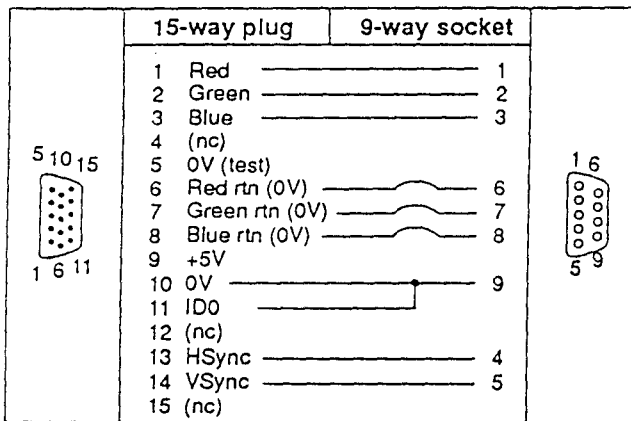 15-way plug 9-way socket
1 Red 1
2 Green 2
3 Blue 3
4 (nc)
5 0V (test)
6 Red rtn (0V) 6
7 Green rtn (0V) 7
8 Blue rtn (0V) 8
9 +5V
10 0V 9
11 ID0
12 (nc)
13 HSync 4
14 VSync 5
15 (nc)
5 10 15
1 6 11
1 6
5 9